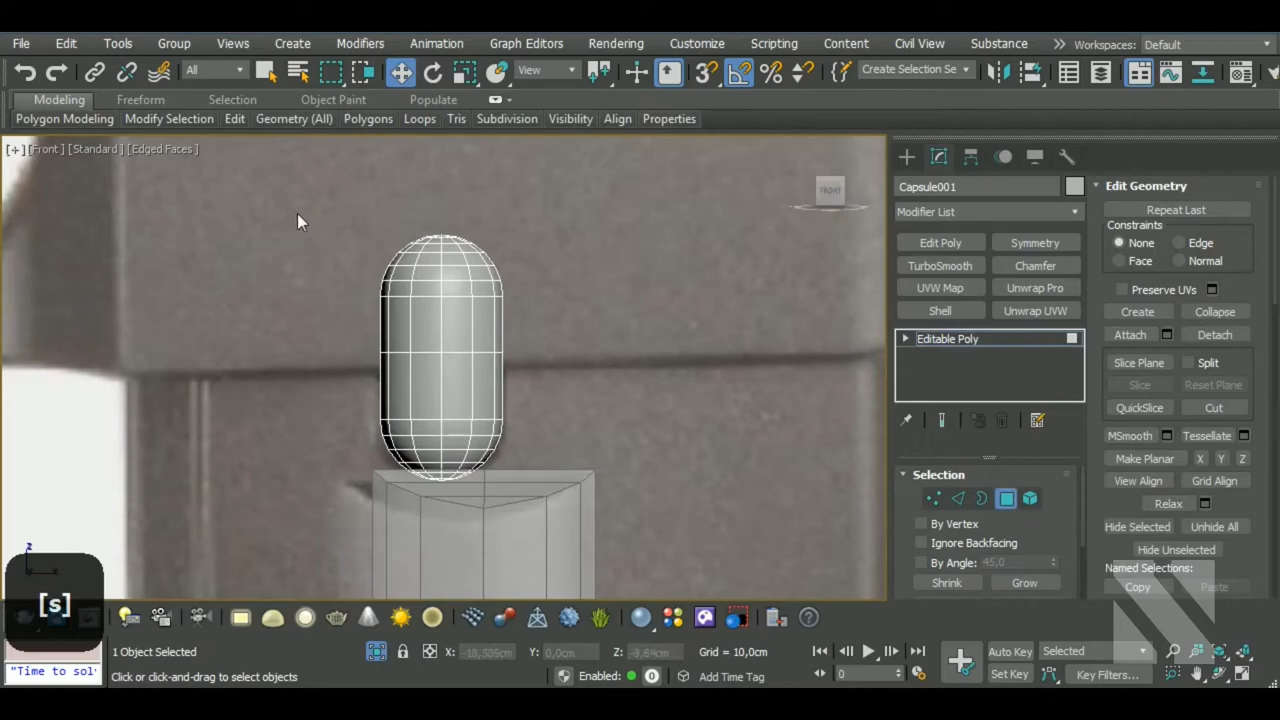 File Edit Tools Group Views Create Modifiers Animation Graph Editors Rendering Customize Scripting Content Civil View Substance Workspaces: Default
All View Create Selection Se
Modeling Freeform Selection Object Paint Populate
Polygon Modeling Modify Selection Edit Geometry (All) Polygons Loops Tris Subdivision Visibility Align Properties
[+] [Front] [Standard] [Edged Faces]
FRONT
Capsule001
Modifier List
Edit Poly Symmetry
TurboSmooth Chamfer
UVW Map Unwrap Pro
Shell Unwrap UVW
Editable Poly
Selection
By Vertex
Ignore Backfacing
By Angle: 45,0
Shrink Grow
Edit Geometry
Repeat Last
Constraints
None Edge
Face Normal
Preserve UVs
Create Collapse
Attach Detach
Slice Plane Split
Slice Reset Plane
QuickSlice Cut
MSmooth Tessellate
Make Planar X Y Z
View Align Grid Align
Relax
Hide Selected Unhide All
Hide Unselected
Named Selections:
Copy Paste
z
[s]
"Time to sol
1 Object Selected X: -18,385cm Y: 0,0cm Z: -3,64cm Grid = 10,0cm
Click or click-and-drag to select objects Enabled: 0 Add Time Tag
0
Auto Key Selected
Set Key Key Filters...